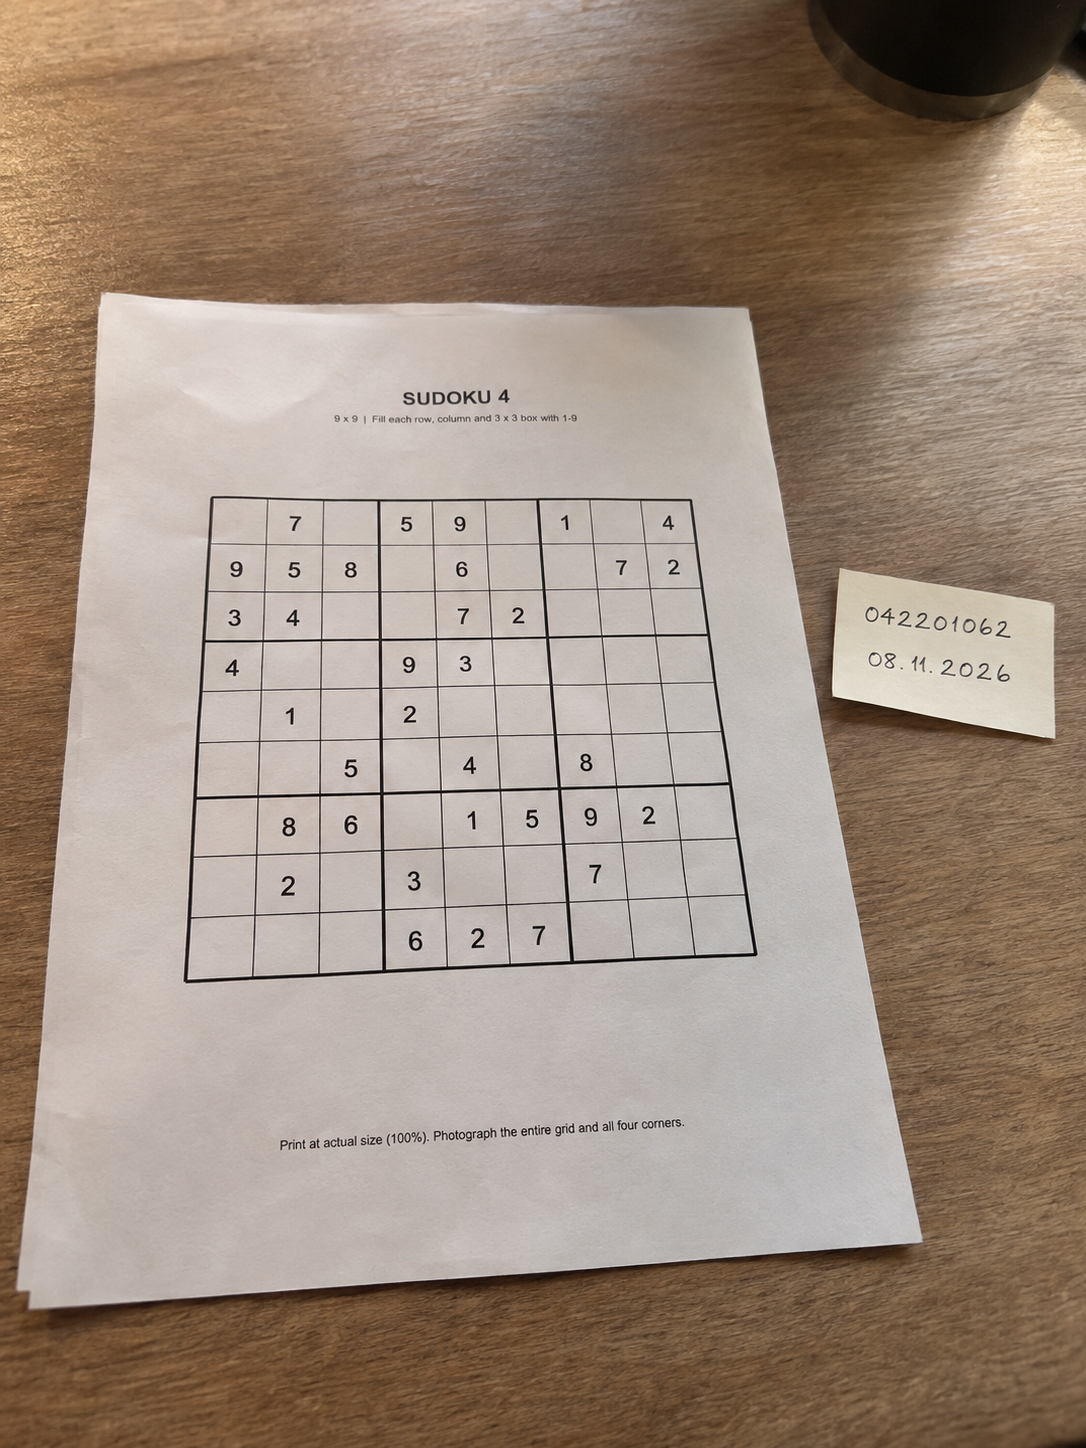 SUDOKU 4
9 x 9 | Fill each row, column and 3 x 3 box with 1-9
7 5 9 1 4
9 5 8 6 7 2
3 4 7 2
4 9 3
1 2
5 4 8
8 6 1 5 9 2
2 3 7
6 2 7
Print at actual size (100%). Photograph the entire grid and all four corners.
042201062
08.11.2026